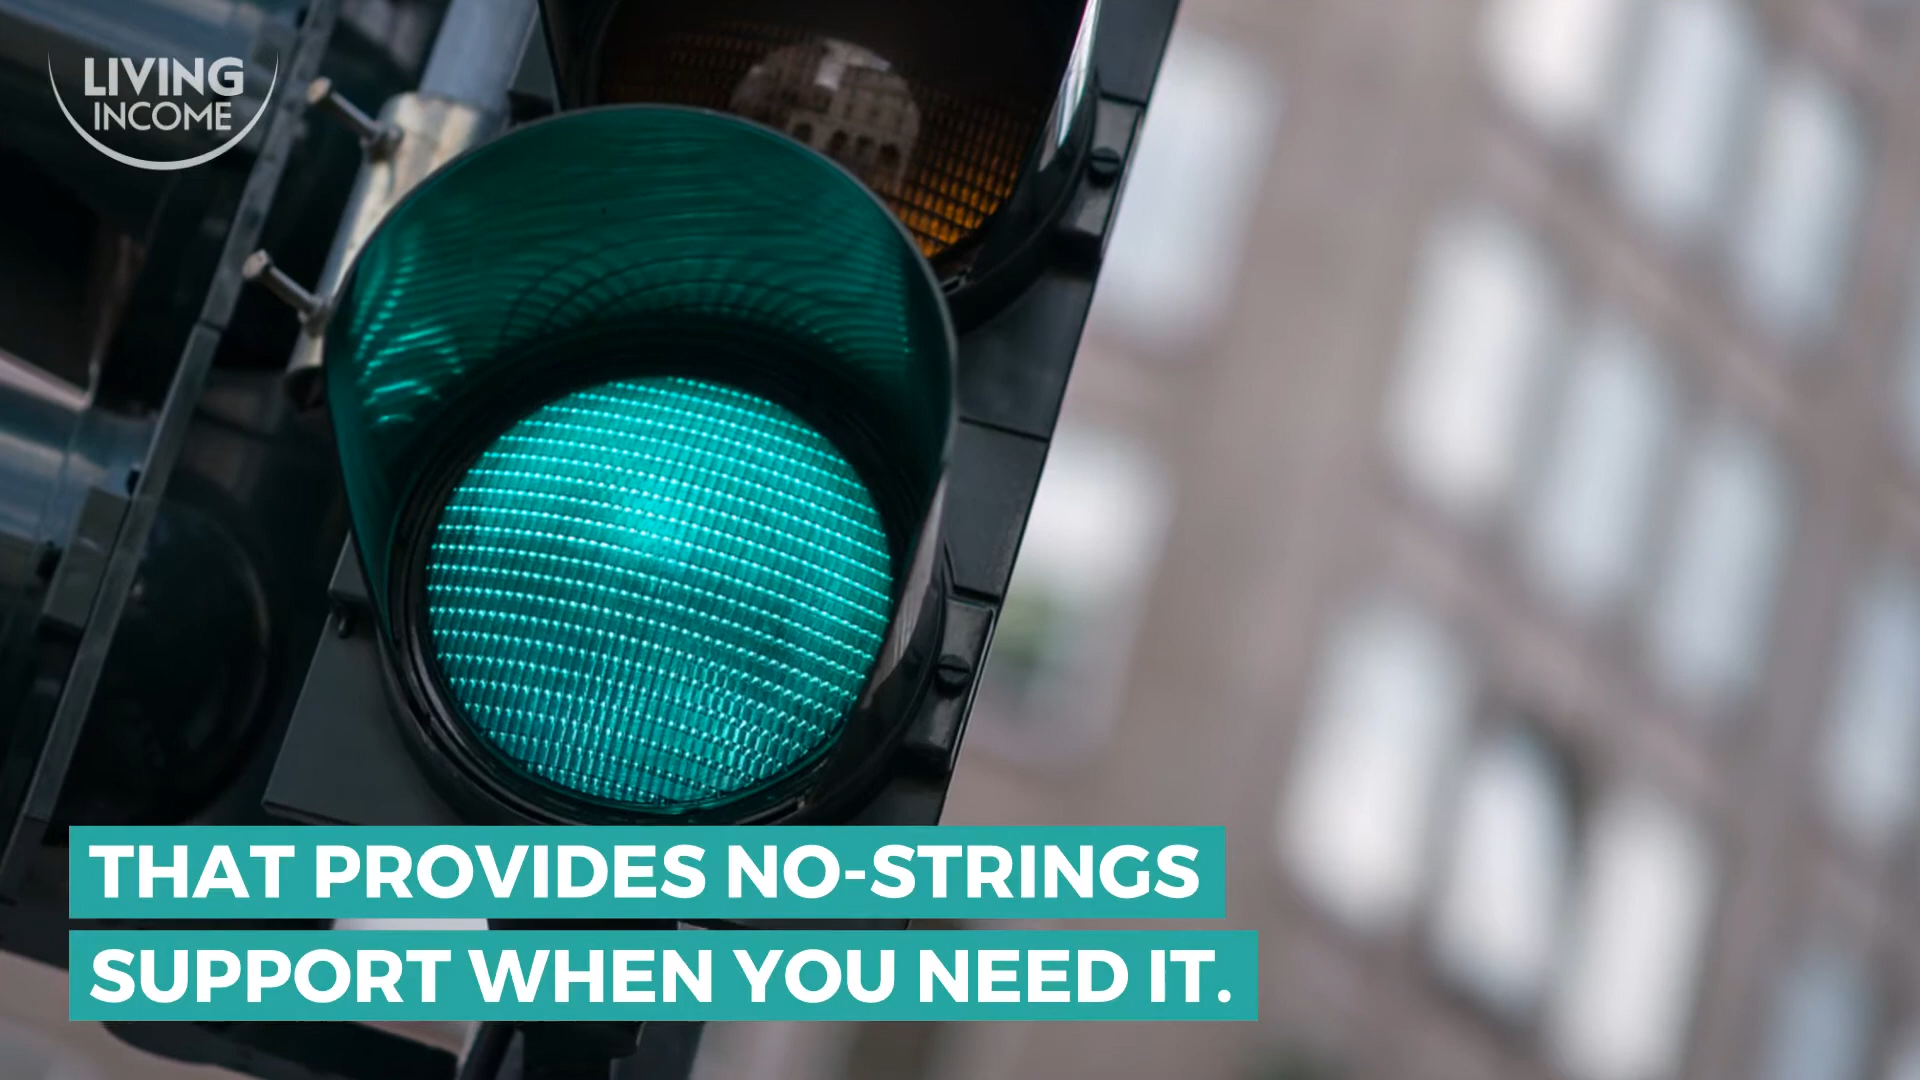 LIVING
INCOME
THAT PROVIDES NO-STRINGS
SUPPORT WHEN YOU NEED IT.